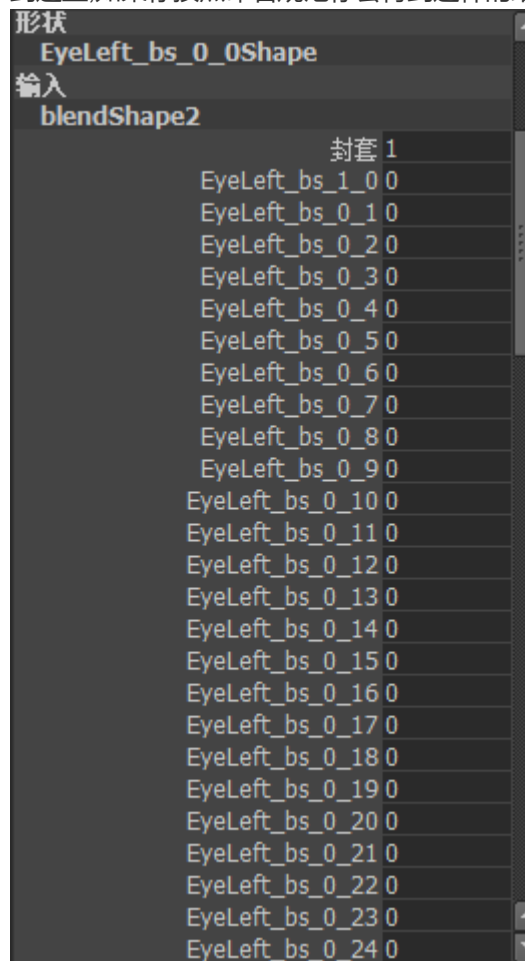 形状
EyeLeft_bs_0_0Shape
输入
blendShape2
封套 1
EyeLeft_bs_1_0 0
EyeLeft_bs_0_1 0
EyeLeft_bs_0_2 0
EyeLeft_bs_0_3 0
EyeLeft_bs_0_4 0
EyeLeft_bs_0_5 0
EyeLeft_bs_0_6 0
EyeLeft_bs_0_7 0
EyeLeft_bs_0_8 0
EyeLeft_bs_0_9 0
EyeLeft_bs_0_10 0
EyeLeft_bs_0_11 0
EyeLeft_bs_0_12 0
EyeLeft_bs_0_13 0
EyeLeft_bs_0_14 0
EyeLeft_bs_0_15 0
EyeLeft_bs_0_16 0
EyeLeft_bs_0_17 0
EyeLeft_bs_0_18 0
EyeLeft_bs_0_19 0
EyeLeft_bs_0_20 0
EyeLeft_bs_0_21 0
EyeLeft_bs_0_22 0
EyeLeft_bs_0_23 0
EyeLeft_bs_0_24 0